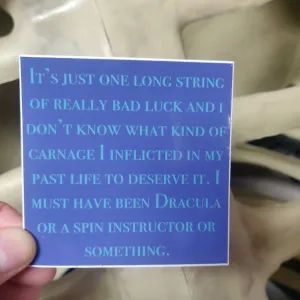 It's just one long string
of really bad luck and i
don't know what kind of
carnage I inflicted in my
past life to deserve it. I
must have been Dracula
or a spin instructor or
something.